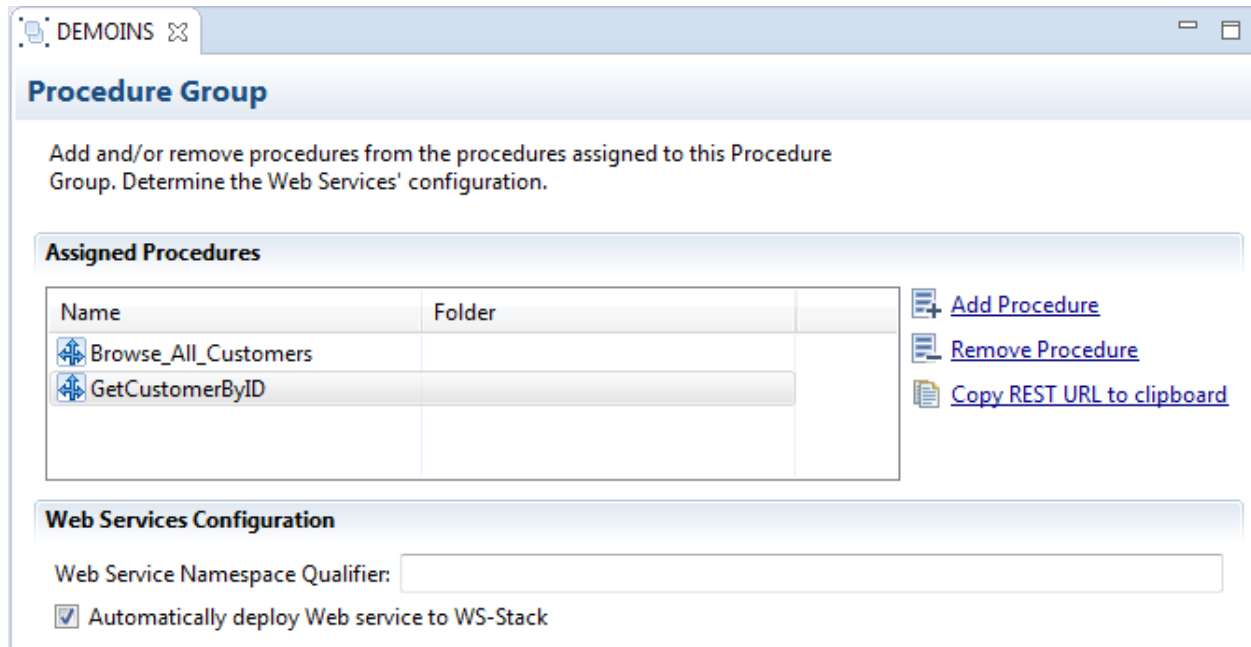 DEMOINS
Procedure Group
Add and/or remove procedures from the procedures assigned to this Procedure
Group. Determine the Web Services' configuration.
Assigned Procedures
Name Folder
Browse_All_Customers
GetCustomerByID
Add Procedure
Remove Procedure
Copy REST URL to clipboard
Web Services Configuration
Web Service Namespace Qualifier:
Automatically deploy Web service to WS-Stack